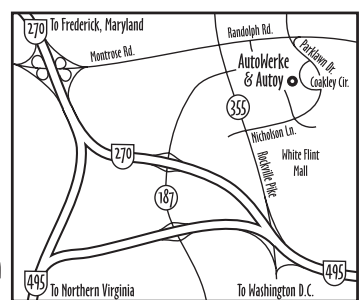 270
To Frederick, Maryland
Randolph Rd.
Montrose Rd.
Parklawn Dr.
AutoWerke
& Autoy
Coakley Cir.
355
Nicholson Ln.
270
Rockville Pike
White Flint
Mall
187
495
To Northern Virginia
To Washington D.C.
495